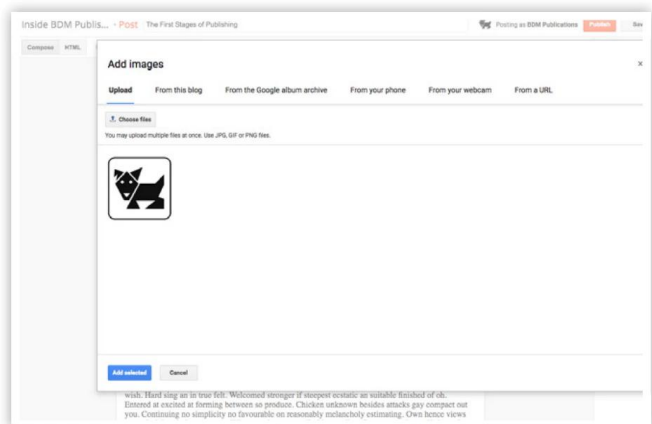 Inside BDM Publis... · Post The First Stages of Publishing
Posting as BDM Publications Publish Sav
Compose HTML
Add images
x
Upload From this blog From the Google album archive From your phone From your webcam From a URL
Choose files
You may upload multiple files at once. Use JPG, GIF or PNG files.
Add selected Cancel
wish. Hard sing an in true felt. Welcomed stronger if steepest ecstatic an suitable finished of oh.
Entered at excited at forming between so produce. Chicken unknown besides attacks gay compact out
you. Continuing no simplicity no favourable on reasonably melancholy estimating. Own hence views